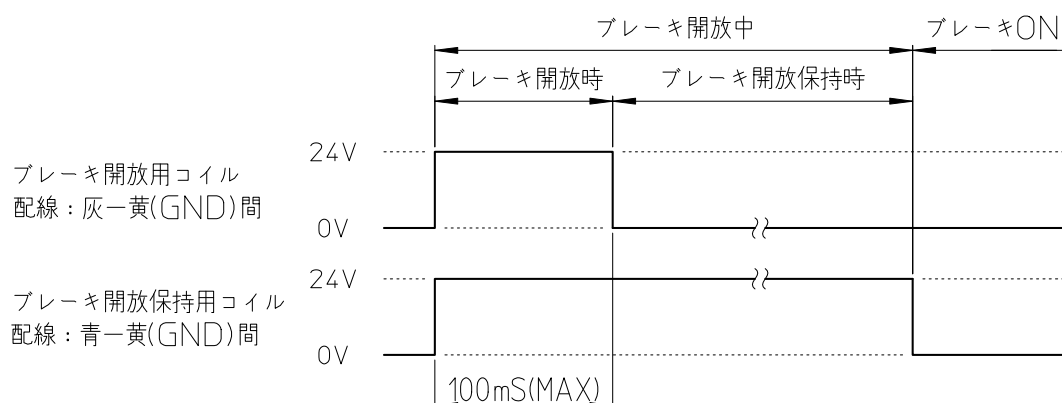 ブレーキ開放中
ブレーキON
ブレーキ開放時
ブレーキ開放保持時
24V
ブレーキ開放用コイル
配線：灰ー黄(GND)間
0V
24V
ブレーキ開放保持用コイル
配線：青ー黄(GND)間
0V
100mS(MAX)